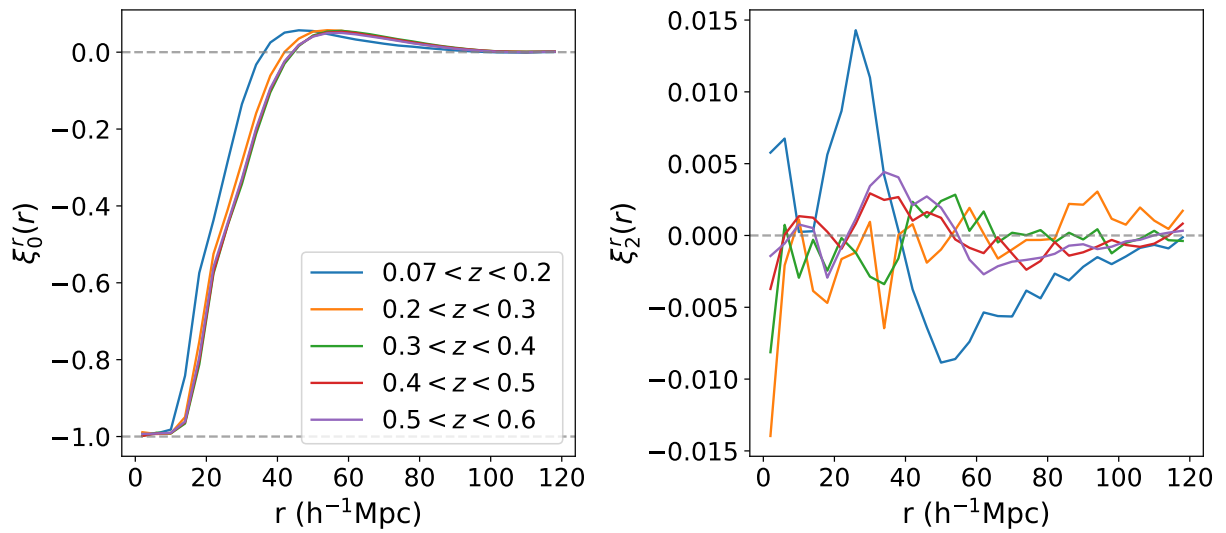 ξ₀ʳ(r)
0.0
−0.2
−0.4
−0.6
−0.8
−1.0
0 20 40 60 80 100 120
r (h⁻¹Mpc)
0.07 < z < 0.2
0.2 < z < 0.3
0.3 < z < 0.4
0.4 < z < 0.5
0.5 < z < 0.6
ξ₂ʳ(r)
0.015
0.010
0.005
0.000
−0.005
−0.010
−0.015
0 20 40 60 80 100 120
r (h⁻¹Mpc)